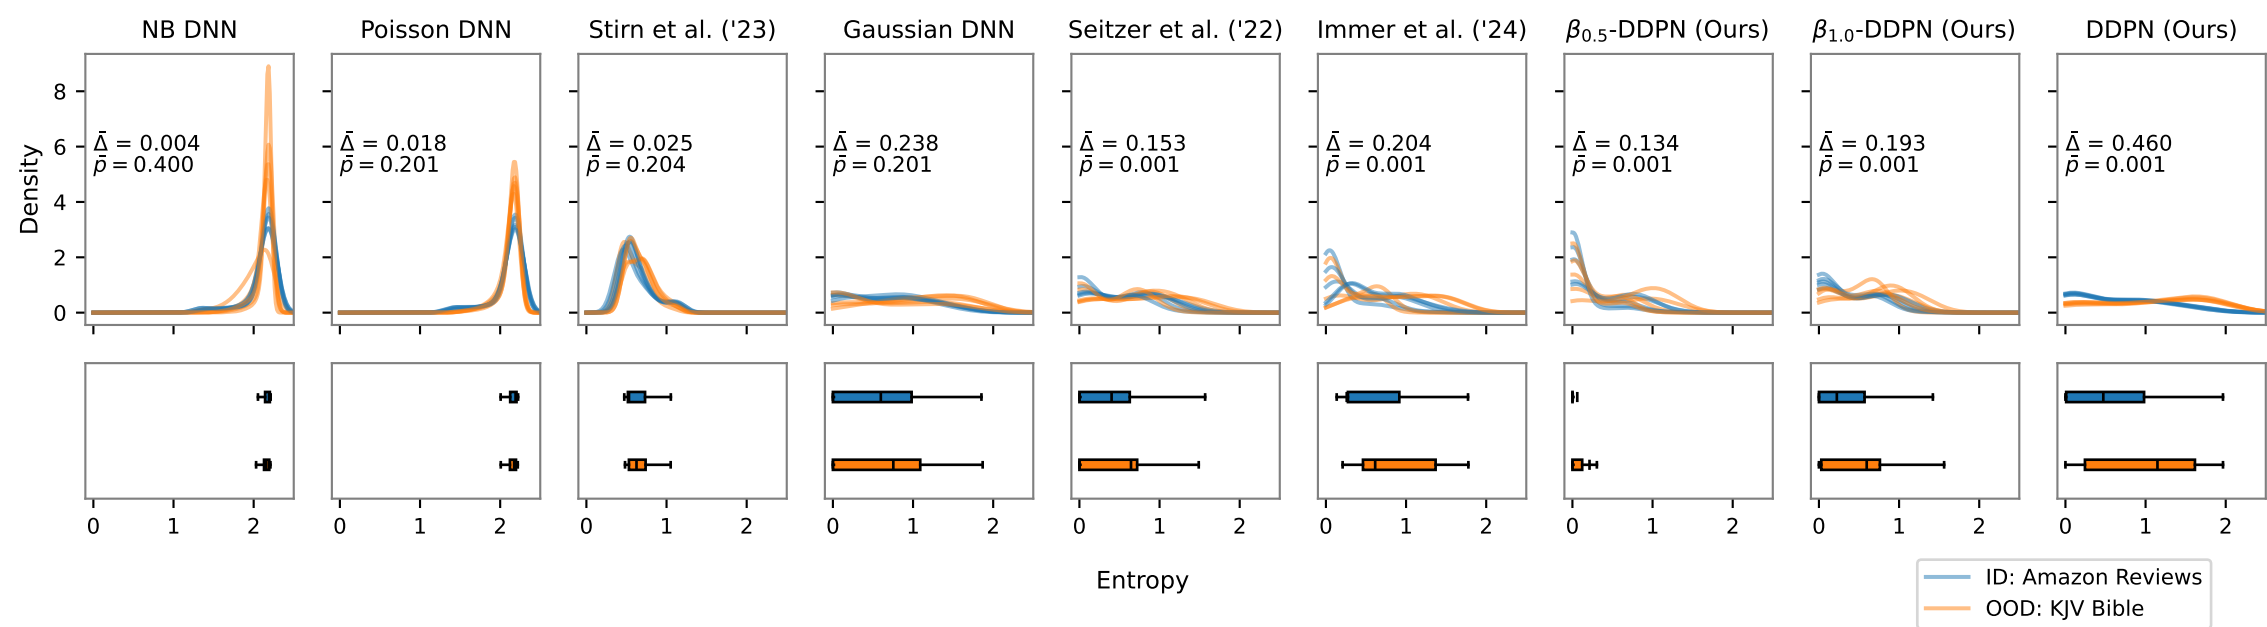 NB DNN
Poisson DNN
Stirn et al. ('23)
Gaussian DNN
Seitzer et al. ('22)
Immer et al. ('24)
β0.5-DDPN (Ours)
β1.0-DDPN (Ours)
DDPN (Ours)
Density
8
6
4
2
0
Δ̄ = 0.004
p̄ = 0.400
Δ̄ = 0.018
p̄ = 0.201
Δ̄ = 0.025
p̄ = 0.204
Δ̄ = 0.238
p̄ = 0.201
Δ̄ = 0.153
p̄ = 0.001
Δ̄ = 0.204
p̄ = 0.001
Δ̄ = 0.134
p̄ = 0.001
Δ̄ = 0.193
p̄ = 0.001
Δ̄ = 0.460
p̄ = 0.001
0 1 2
0 1 2
0 1 2
0 1 2
0 1 2
0 1 2
0 1 2
0 1 2
0 1 2
Entropy
ID: Amazon Reviews
OOD: KJV Bible